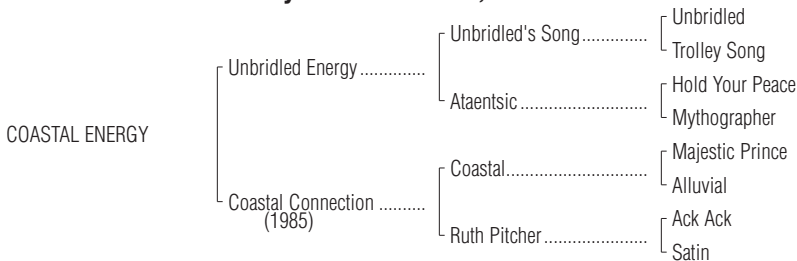 Unbridled
Unbridled's Song..............
Trolley Song
Unbridled Energy..............
Hold Your Peace
Ataentsic...........................
Mythographer
COASTAL ENERGY
Majestic Prince
Coastal..............................
Alluvial
Coastal Connection ..........
(1985)
Ack Ack
Ruth Pitcher......................
Satin